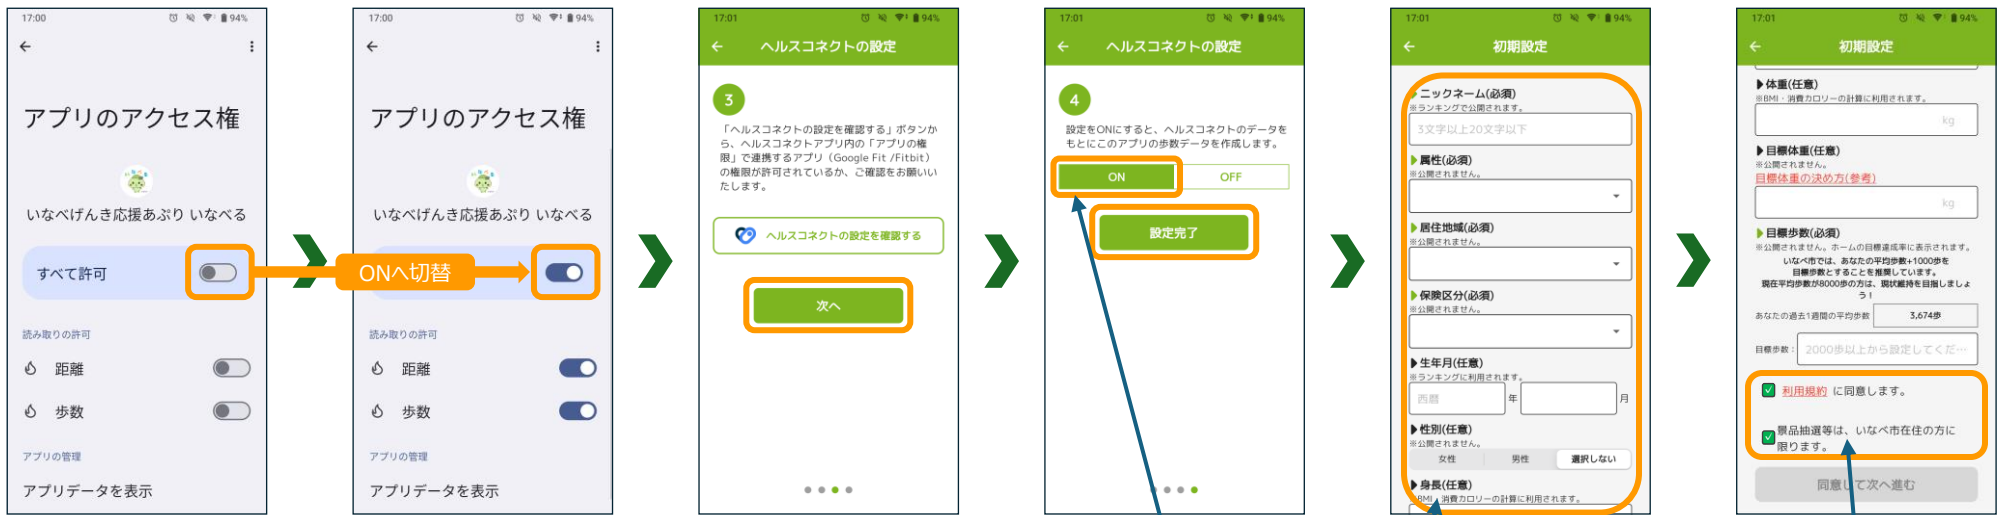 17:00
94%
アプリのアクセス権
いなべげんき応援あぷり いなべる
すべて許可
読み取りの許可
距離
歩数
アプリの管理
アプリデータを表示
ONへ切替
17:00
94%
アプリのアクセス権
いなべげんき応援あぷり いなべる
読み取りの許可
距離
歩数
アプリの管理
アプリデータを表示
17:01
94%
ヘルスコネクトの設定
3
「ヘルスコネクトの設定を確認する」ボタンか
ら、ヘルスコネクトアプリ内の「アプリの権
限」で連携するアプリ（Google Fit /Fitbit）
の権限が許可されているか、ご確認をお願いい
たします。
ヘルスコネクトの設定を確認する
次へ
17:01
94%
ヘルスコネクトの設定
4
設定をONにすると、ヘルスコネクトのデータを
もとにこのアプリの歩数データを作成します。
ON
OFF
設定完了
17:01
94%
初期設定
ニックネーム(必須)
※ランキングで公開されます。
3文字以上20文字以下
属性(必須)
※公開されません。
居住地域(必須)
※公開されません。
保険区分(必須)
※公開されません。
生年月(任意)
※ランキングに利用されます。
西暦
年
月
性別(任意)
※公開されません。
女性
男性
選択しない
身長(任意)
BMI・消費カロリーの計算に利用されます。
17:01
94%
初期設定
体重(任意)
※BMI・消費カロリーの計算に利用されます。
kg
目標体重(任意)
※公開されません。
目標体重の決め方(参考)
kg
目標歩数(必須)
※公開されません。ホームの目標達成率に表示されます。
いなべ市では、あなたの平均歩数+1000歩を
目標歩数とすることを推奨しています。
現在平均歩数が8000歩の方は、現状維持を目指しましょ
う！
あなたの過去1週間の平均歩数
3,674歩
目標歩数：
2000歩以上から設定してくだ…
利用規約 に同意します。
景品抽選等は、いなべ市在住の方に
限ります。
同意して次へ進む